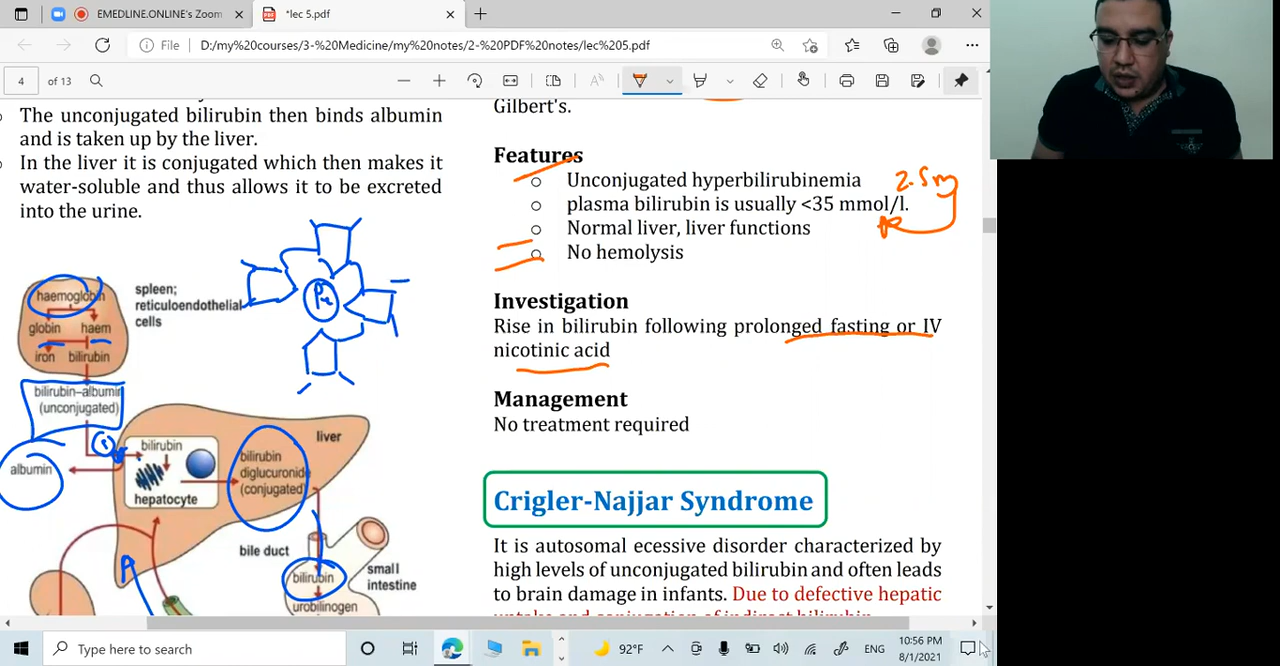 EMEDLINE.ONLINE's Zoom
*lec 5.pdf
File
D:/my%20courses/3-%20Medicine/my%20notes/2-%20PDF%20notes/lec%205.pdf
4
of 13
The unconjugated bilirubin then binds albumin
and is taken up by the liver.
In the liver it is conjugated which then makes it
water-soluble and thus allows it to be excreted
into the urine.
haemoglobin
globin haem
iron bilirubin
spleen;
reticuloendothelial
cells
bilirubin–albumin
(unconjugated)
albumin
bilirubin
hepatocyte
bilirubin
diglucuronide
(conjugated)
liver
bile duct
small
intestine
bilirubin
urobilinogen
A
Gilbert's.
Features
Unconjugated hyperbilirubinemia
2.5
plasma bilirubin is usually <35 mmol/l.
Normal liver, liver functions
No hemolysis
Investigation
Rise in bilirubin following prolonged fasting or IV
nicotinic acid
Management
No treatment required
Crigler-Najjar Syndrome
It is autosomal ecessive disorder characterized by
high levels of unconjugated bilirubin and often leads
to brain damage in infants. Due to defective hepatic
uptake and conjugation of indirect bilirubin
Type here to search
92°F
ENG
10:56 PM
8/1/2021